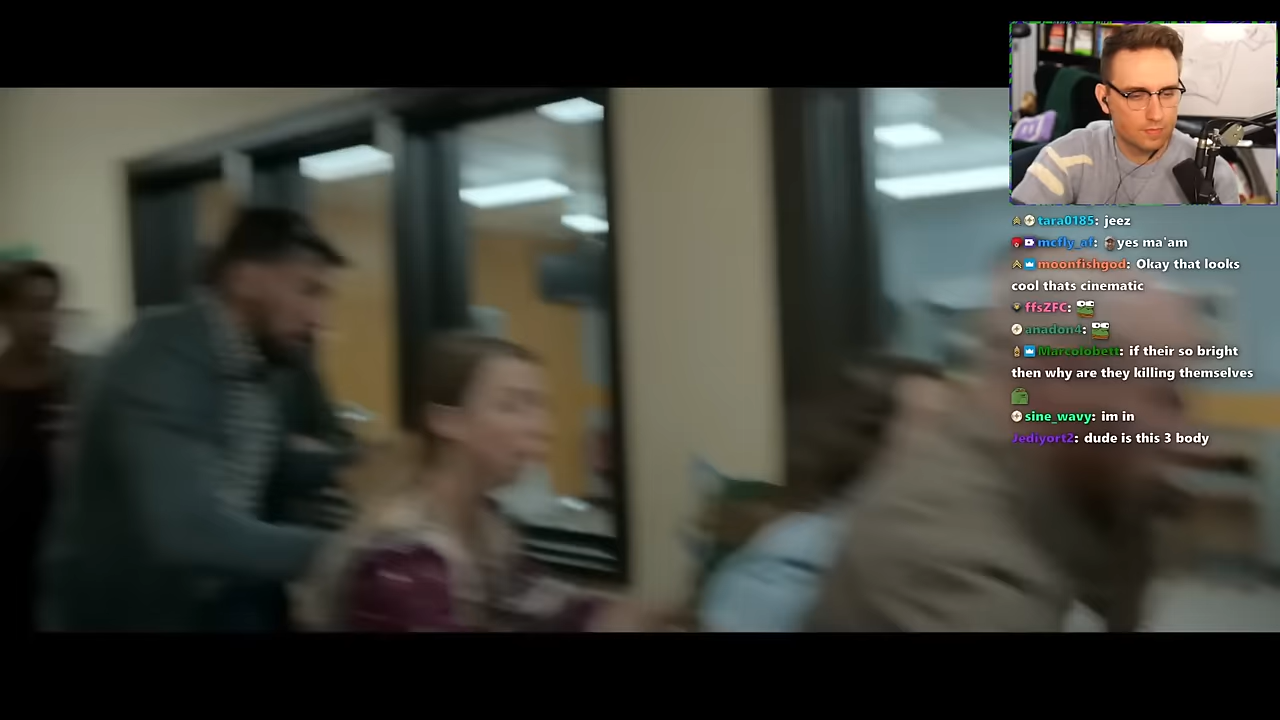 tara0185: jeez
mcfly_af: yes ma'am
moonfishgod: Okay that looks
cool thats cinematic
ffsZFC:
anadon4:
Marcolobett: if their so bright
then why are they killing themselves
sine_wavy: im in
Jediyort2: dude is this 3 body